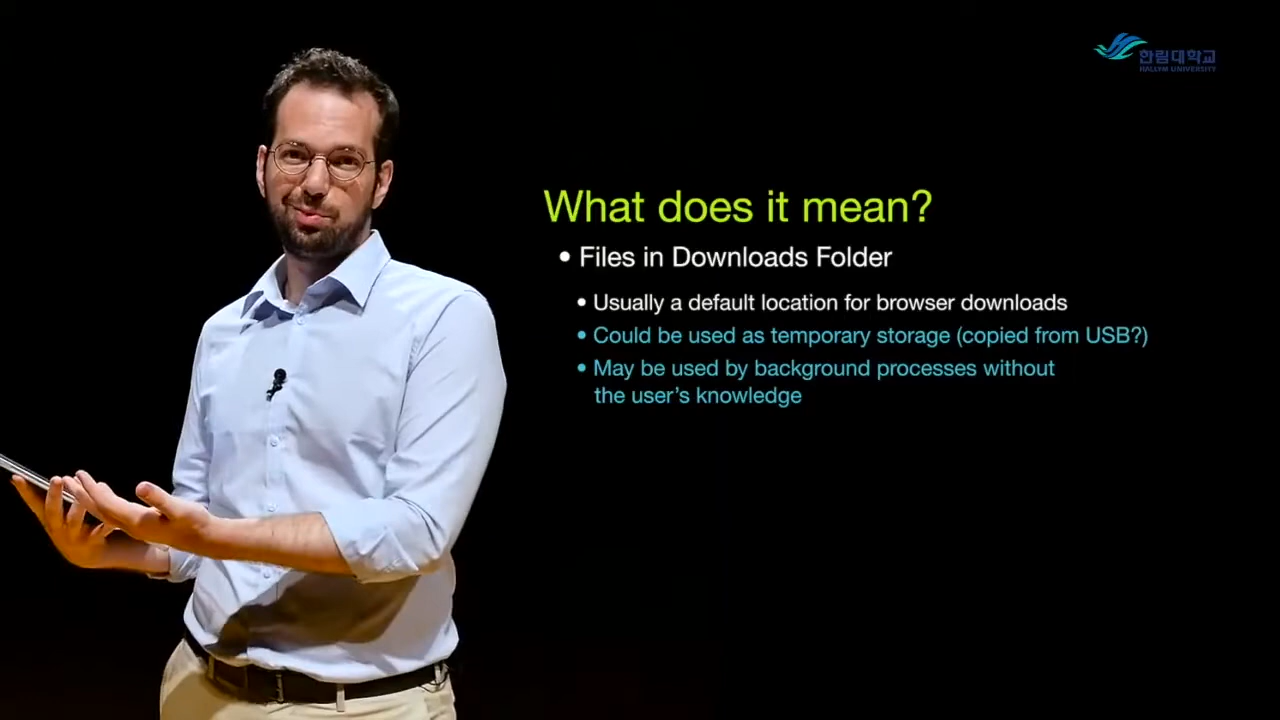 한림대학교
HALLYM UNIVERSITY
What does it mean?
• Files in Downloads Folder
• Usually a default location for browser downloads
• Could be used as temporary storage (copied from USB?)
• May be used by background processes without
the user’s knowledge